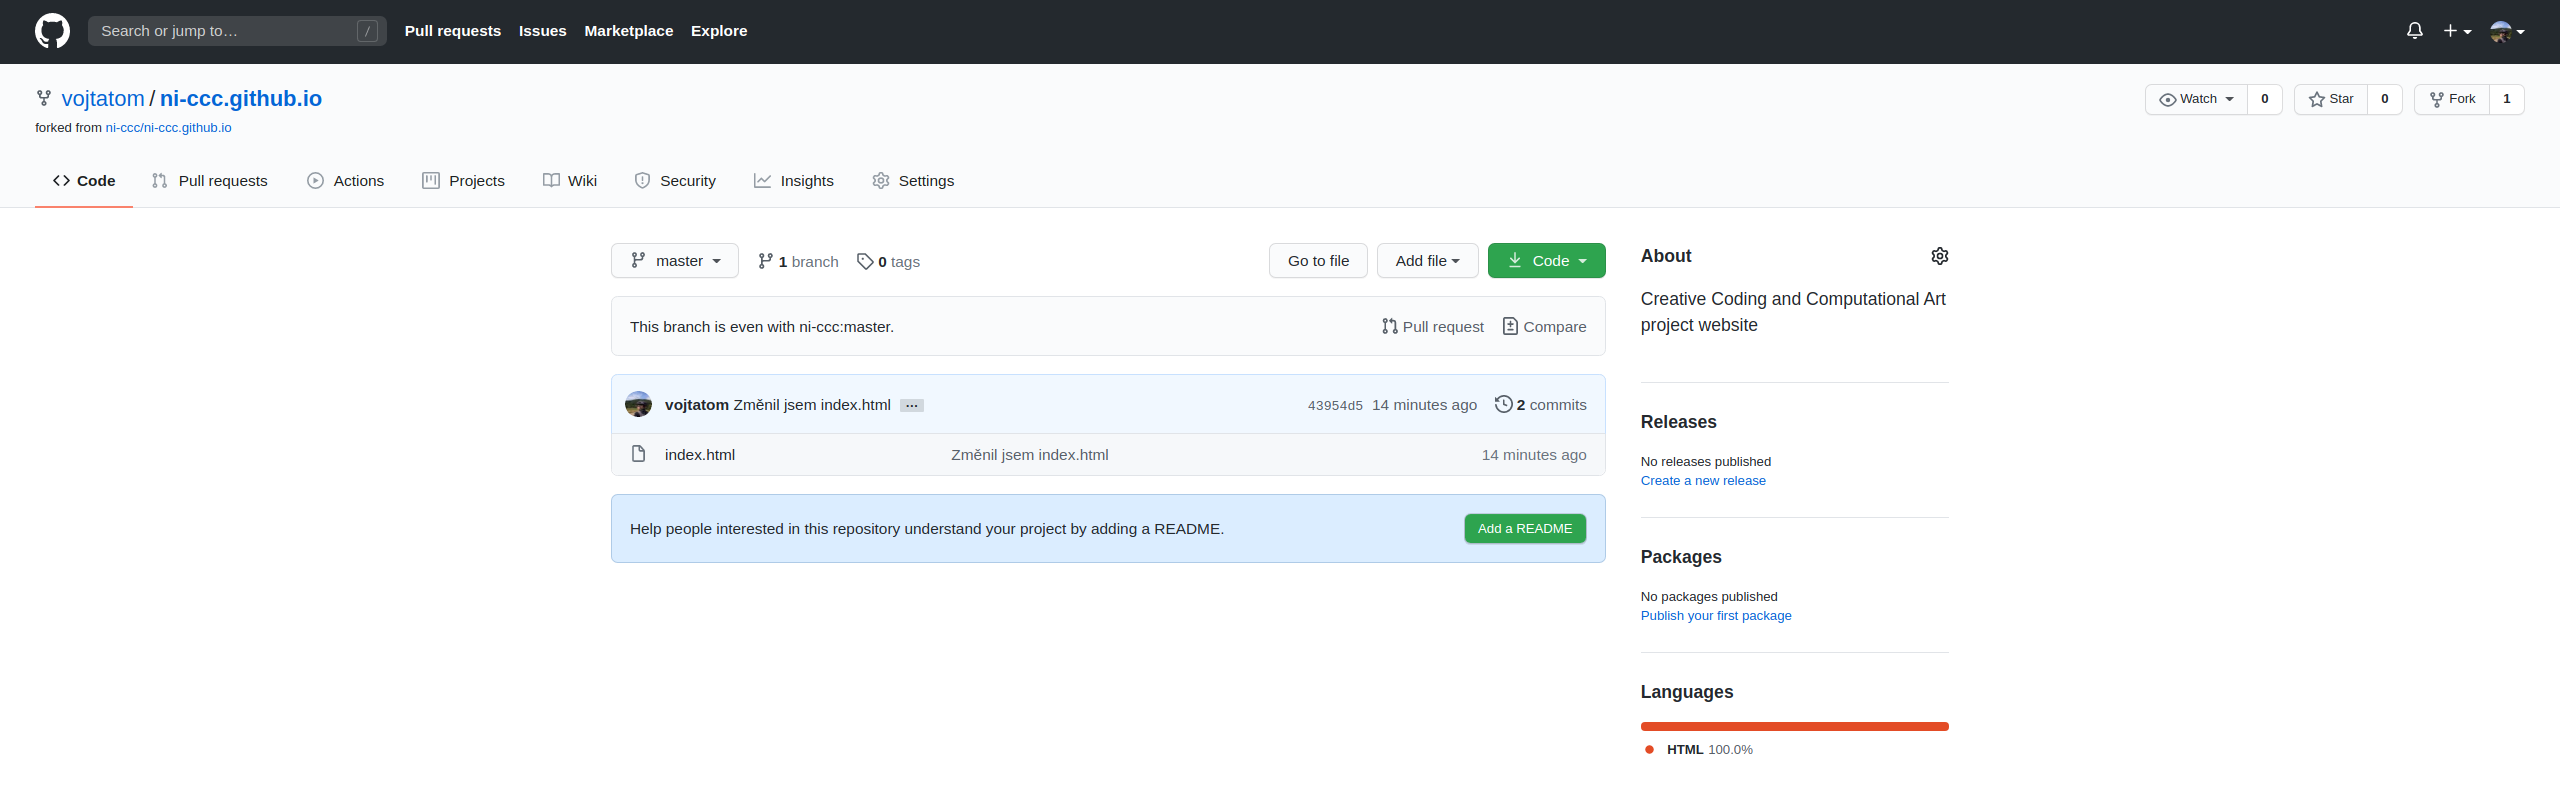 Search or jump to… /
Pull requests Issues Marketplace Explore
vojtatom / ni-ccc.github.io
Watch 0 Star 0 Fork 1
forked from ni-ccc/ni-ccc.github.io
Code Pull requests Actions Projects Wiki Security Insights Settings
master 1 branch 0 tags Go to file Add file Code
This branch is even with ni-ccc:master. Pull request Compare
vojtatom Změnil jsem index.html … 43954d5 14 minutes ago 2 commits
index.html Změnil jsem index.html 14 minutes ago
Help people interested in this repository understand your project by adding a README. Add a README
About
Creative Coding and Computational Art
project website
Releases
No releases published
Create a new release
Packages
No packages published
Publish your first package
Languages
HTML 100.0%